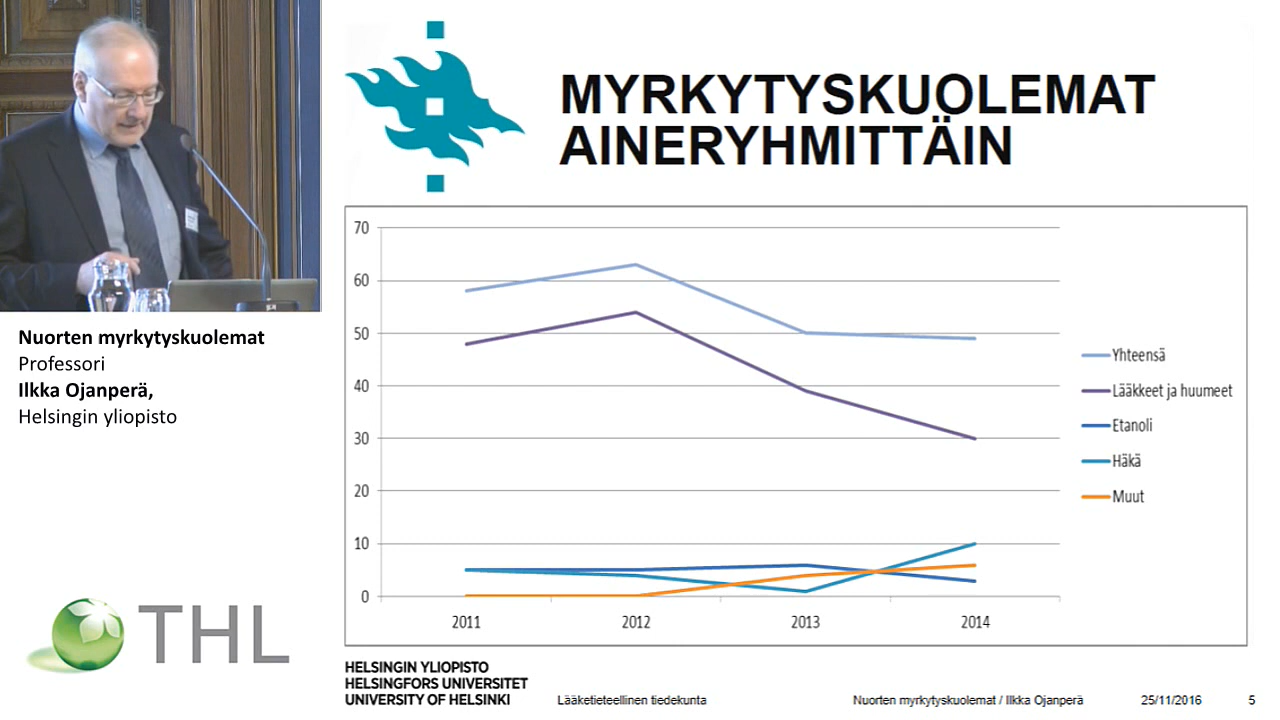 MYRKYTYSKUOLEMAT
AINERYHMITTÄIN
Nuorten myrkytyskuolemat
Professori
Ilkka Ojanperä,
Helsingin yliopisto
THL
70
60
50
40
30
20
10
0
2011 2012 2013 2014
Yhteensä
Lääkkeet ja huumeet
Etanoli
Häkä
Muut
HELSINGIN YLIOPISTO
HELSINGFORS UNIVERSITET
UNIVERSITY OF HELSINKI
Lääketieteellinen tiedekunta
Nuorten myrkytyskuolemat / Ilkka Ojanperä
25/11/2016
5